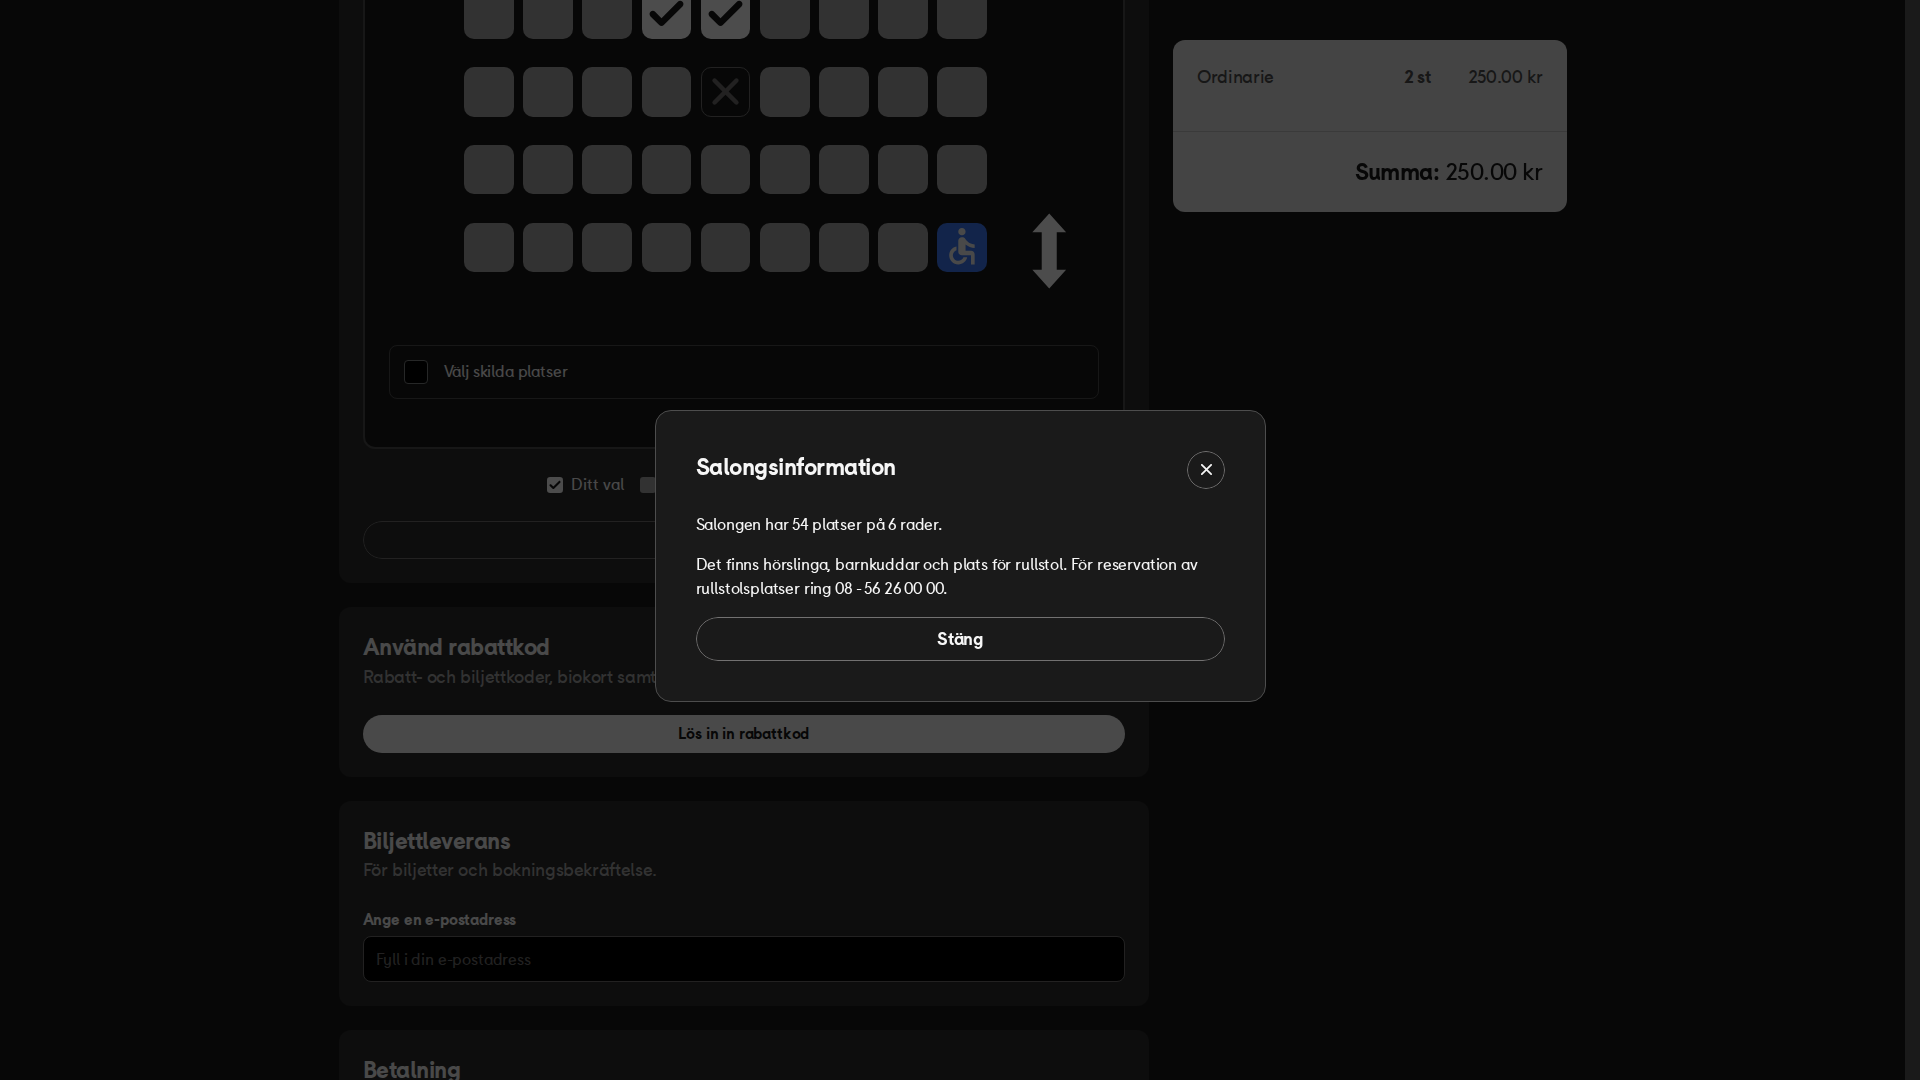 Ordinarie 2 st 250.00 kr
Summa: 250.00 kr
Välj skilda platser
Ditt val
Salongsinformation
Salongen har 54 platser på 6 rader.
Det finns hörslinga, barnkuddar och plats för rullstol. För reservation av
rullstolsplatser ring 08 - 56 26 00 00.
Stäng
Använd rabattkod
Rabatt- och biljettkoder, biokort samt
Lös in in rabattkod
Biljettleverans
För biljetter och bokningsbekräftelse.
Ange en e-postadress
Fyll i din e-postadress
Betalning